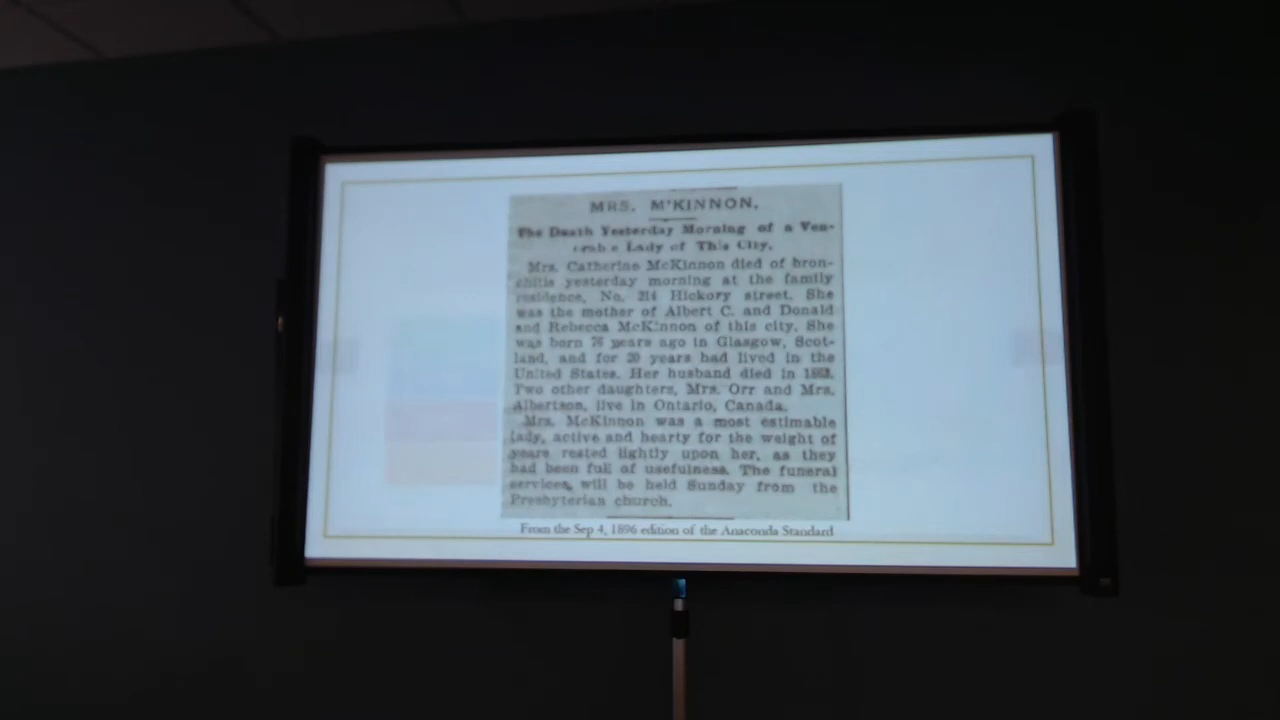 MRS. M'KINNON.
The Death Yesterday Morning of a Ven-
erable Lady of This City.
Mrs. Catherine McKinnon died of bron-
chitis yesterday morning at the family
residence, No. 214 Hickory street. She
was the mother of Albert C. and Donald
and Rebecca McKinnon of this city. She
was born 76 years ago in Glasgow, Scot-
land, and for 20 years had lived in the
United States. Her husband died in
Two other daughters, Mrs. Orr and Mrs.
Albertson, live in Ontario, Canada.
Mrs. McKinnon was a most estimable
lady, active and hearty for the weight of
years rested lightly upon her, as they
had been full of usefulness. The funeral
services, will be held Sunday from the
Presbyterian church.
From the Sep 4, 1896 edition of the Anaconda Standard